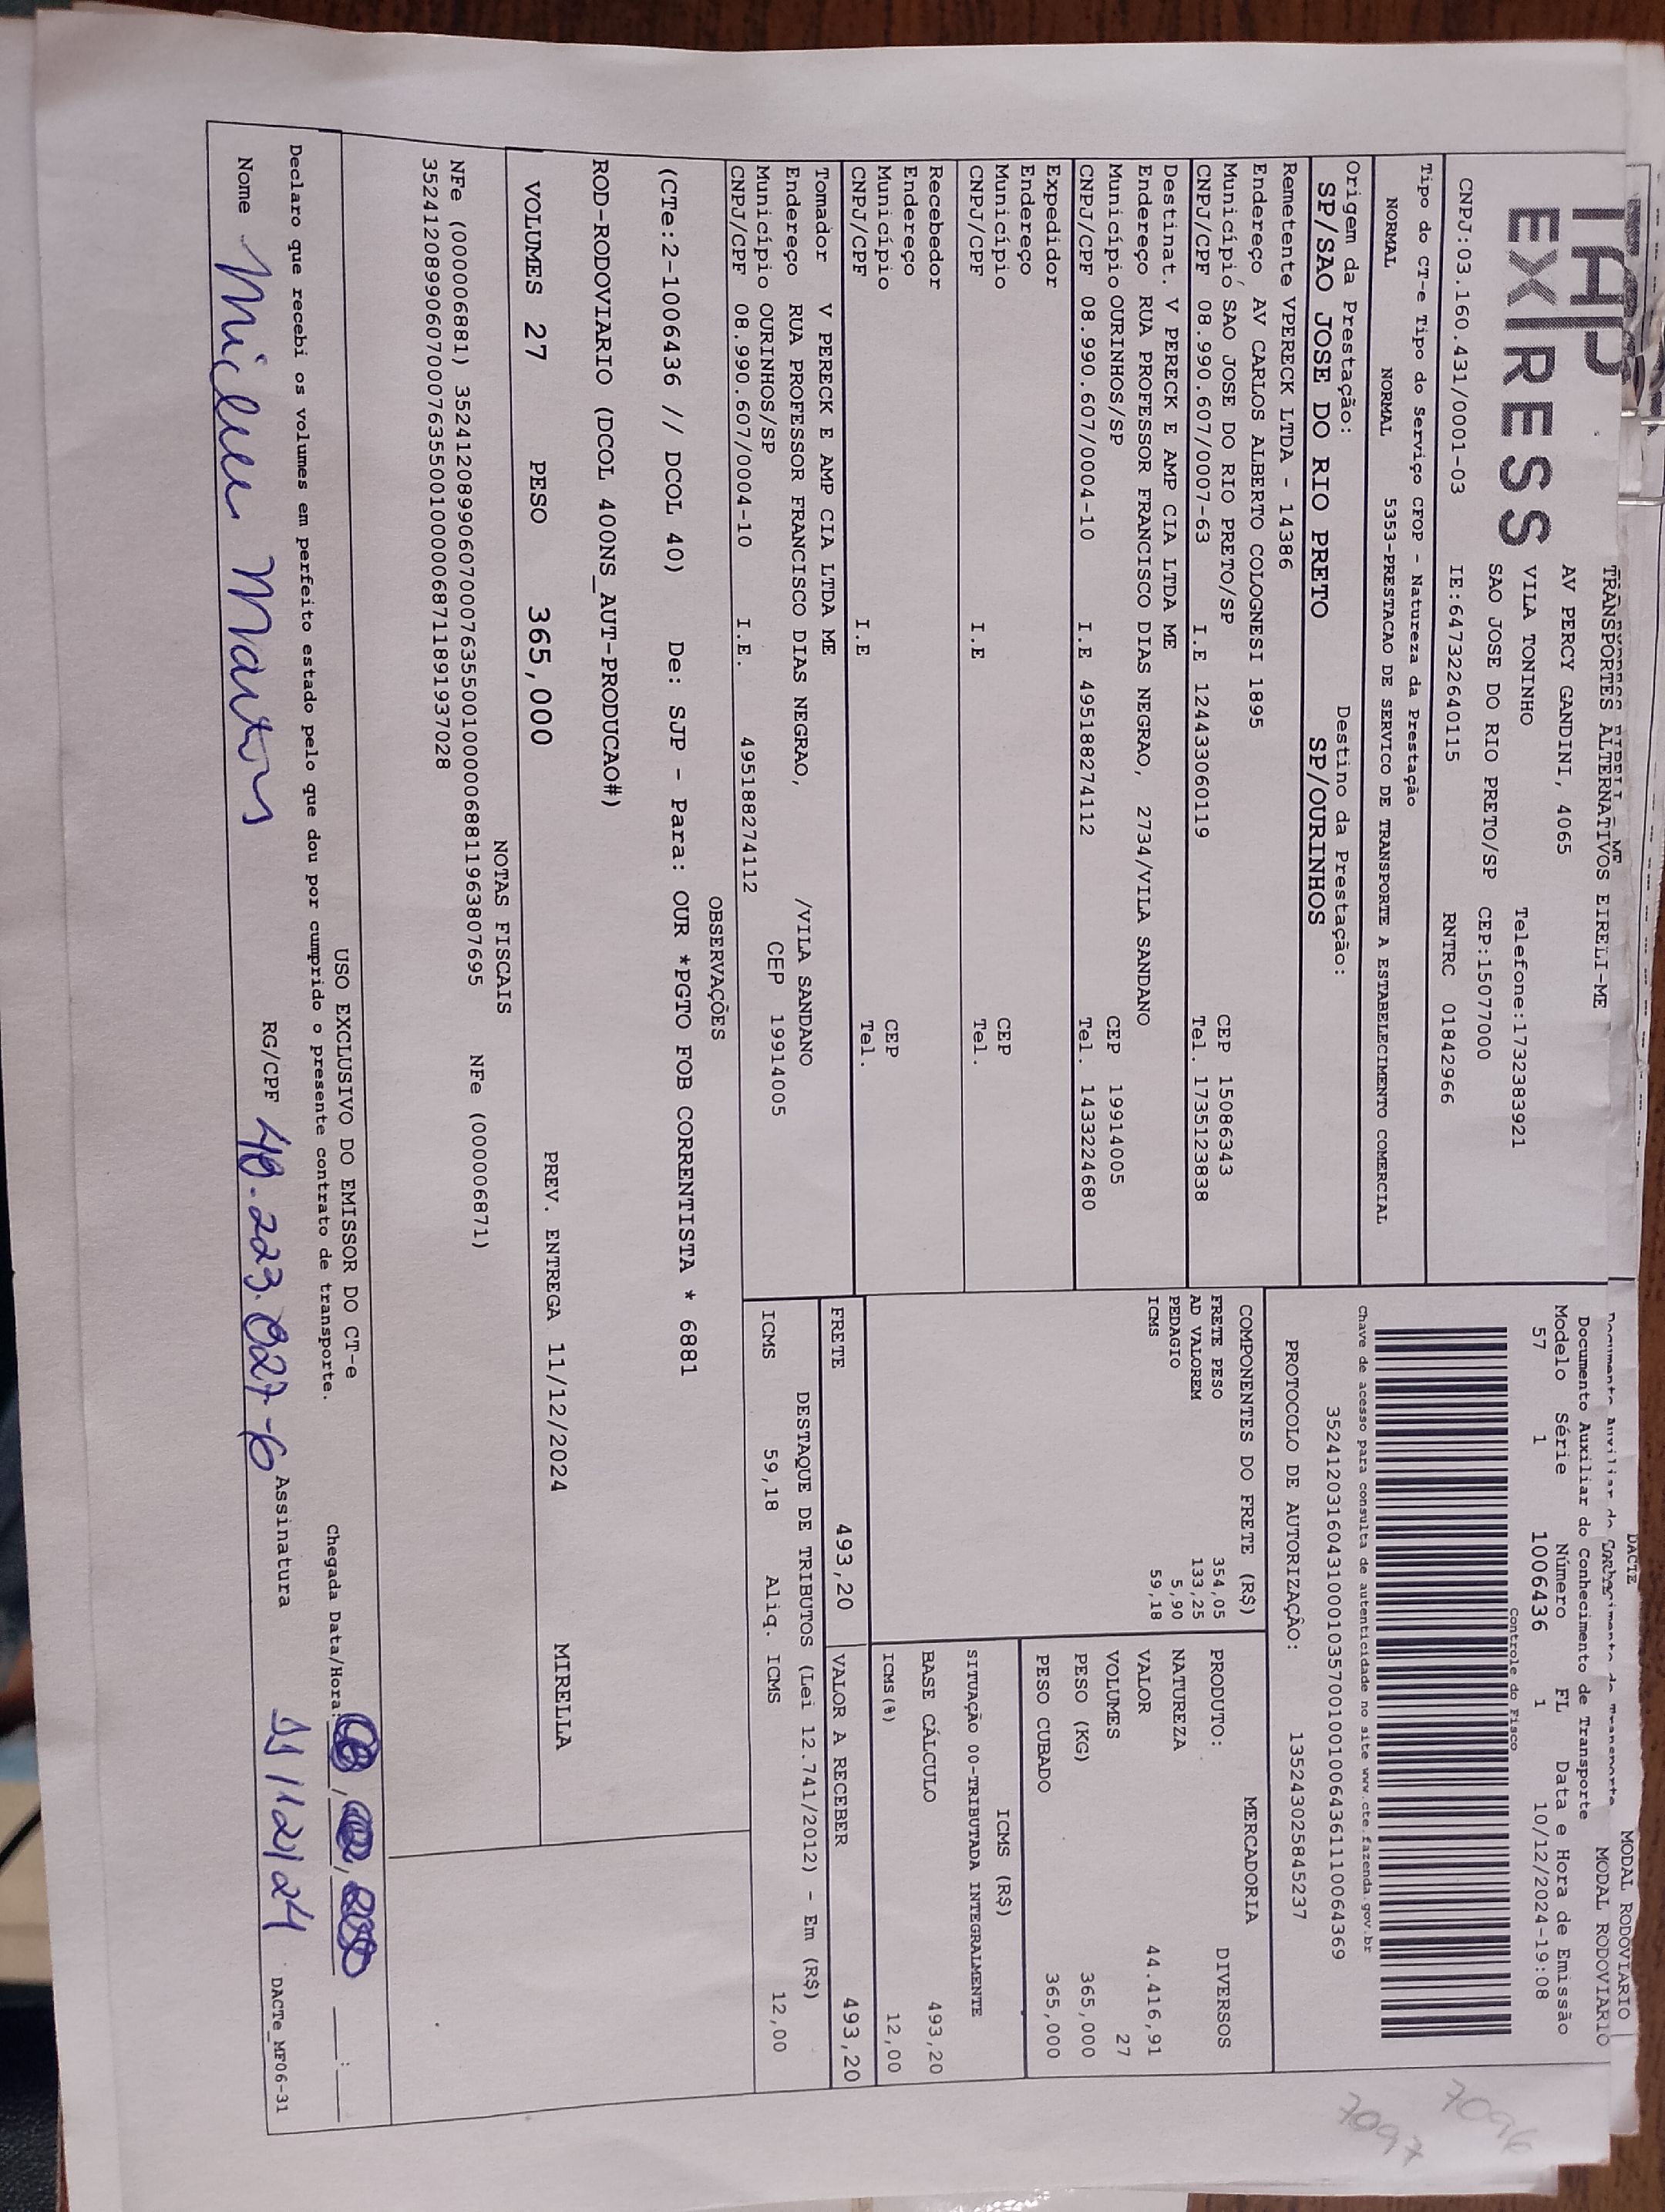 TAP
EXPRESS
TRANSPORTES ALTERNATIVOS EIRELI-ME
AV PERCY GANDINI, 4065
VILA TONINHO Telefone:1732383921
SAO JOSE DO RIO PRETO/SP CEP:15077000
CNPJ:03.160.431/0001-03 IE:647322640115 RNTRC 01842966
DACTE
MODAL RODOVIARIO
MODAL RODOVIARIO
Documento Auxiliar do Conhecimento de Transporte
Modelo Série Número FL Data e Hora de Emissão
57 1 1006436 1 10/12/2024-19:08
Controle do Fisco
Chave de acesso para consulta de autenticidade no site www.cte.fazenda.gov.br
35241203160431000103570010010064361110064369
PROTOCOLO DE AUTORIZAÇÃO: 135243025845237
Tipo do CT-e Tipo do Serviço CFOP - Natureza da Prestação
NORMAL NORMAL 5353-PRESTACAO DE SERVICO DE TRANSPORTE A ESTABELECIMENTO COMERCIAL
Origem da Prestação: Destino da Prestação:
SP/SAO JOSE DO RIO PRETO SP/OURINHOS
Remetente VPERECK LTDA - 14386
Endereço AV CARLOS ALBERTO COLOGNESI 1895
Município SAO JOSE DO RIO PRETO/SP CEP 15086343
CNPJ/CPF 08.990.607/0007-63 I.E 124433060119 Tel. 173512383​8
Destinat. V PERECK E AMP CIA LTDA ME
Endereço RUA PROFESSOR FRANCISCO DIAS NEGRAO, 2734/VILA SANDANO
Município OURINHOS/SP CEP 19914005
CNPJ/CPF 08.990.607/0004-10 I.E 495188274112 Tel. 1433224680
Expedidor
Endereço
Município CEP
CNPJ/CPF I.E Tel.
Recebedor
Endereço
Município CEP
CNPJ/CPF I.E Tel.
Tomador V PERECK E AMP CIA LTDA ME
Endereço RUA PROFESSOR FRANCISCO DIAS NEGRAO, /VILA SANDANO
Município OURINHOS/SP CEP 19914005
CNPJ/CPF 08.990.607/0004-10 I.E. 495188274112
COMPONENTES DO FRETE (R$)
FRETE PESO 354,05
AD VALOREM 133,25
PEDAGIO 5,90
ICMS 59,18
MERCADORIA
PRODUTO: DIVERSOS
NATUREZA
VALOR 44.416,91
VOLUMES 27
PESO (KG) 365,000
PESO CUBADO 365,000
ICMS (R$)
SITUAÇÃO 00-TRIBUTADA INTEGRALMENTE
BASE CÁLCULO 493,20
ICMS(%) 12,00
FRETE 493,20 VALOR A RECEBER 493,20
DESTAQUE DE TRIBUTOS (Lei 12.741/2012) - Em (R$)
ICMS 59,18 Aliq. ICMS 12,00
OBSERVAÇÕES
(CTe:2-1006436 // DCOL 40) De: SJP - Para: OUR *PGTO FOB CORRENTISTA * 6881
ROD-RODOVIARIO (DCOL 400NS_AUT-PRODUCAO#)
VOLUMES 27 PESO 365,000 PREV. ENTREGA 11/12/2024 MIRELLA
NOTAS FISCAIS
NFe (000006881) 35241208990607000763550010000068811963807695 NFe (000006871)
35241208990607000763550010000068711891937028
USO EXCLUSIVO DO EMISSOR DO CT-e
Declaro que recebi os volumes em perfeito estado pelo que dou por cumprido o presente contrato de transporte.
Chegada Data/Hora: / / :
Nome Martins RG/CPF 40.223.027-6 Assinatura 11/12/24 DACTe_MF06-31